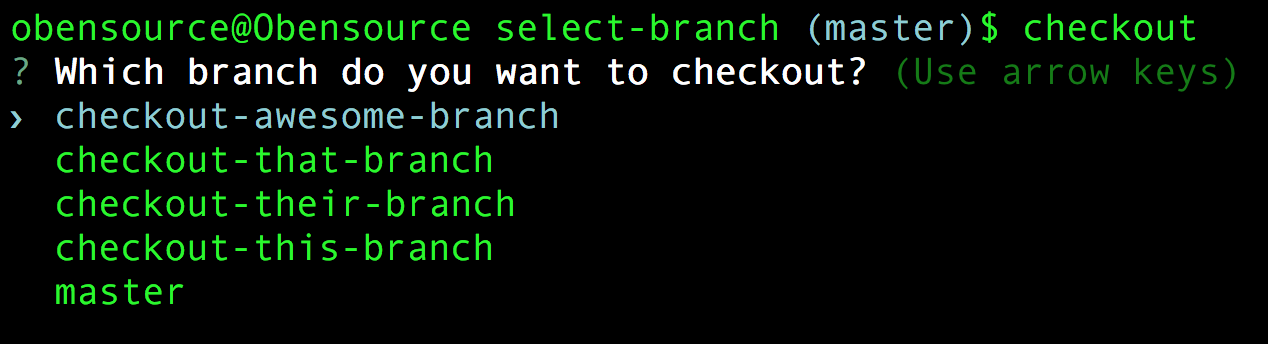 obensource@Obensource select-branch (master)$ checkout
? Which branch do you want to checkout? (Use arrow keys)
› checkout-awesome-branch
checkout-that-branch
checkout-their-branch
checkout-this-branch
master